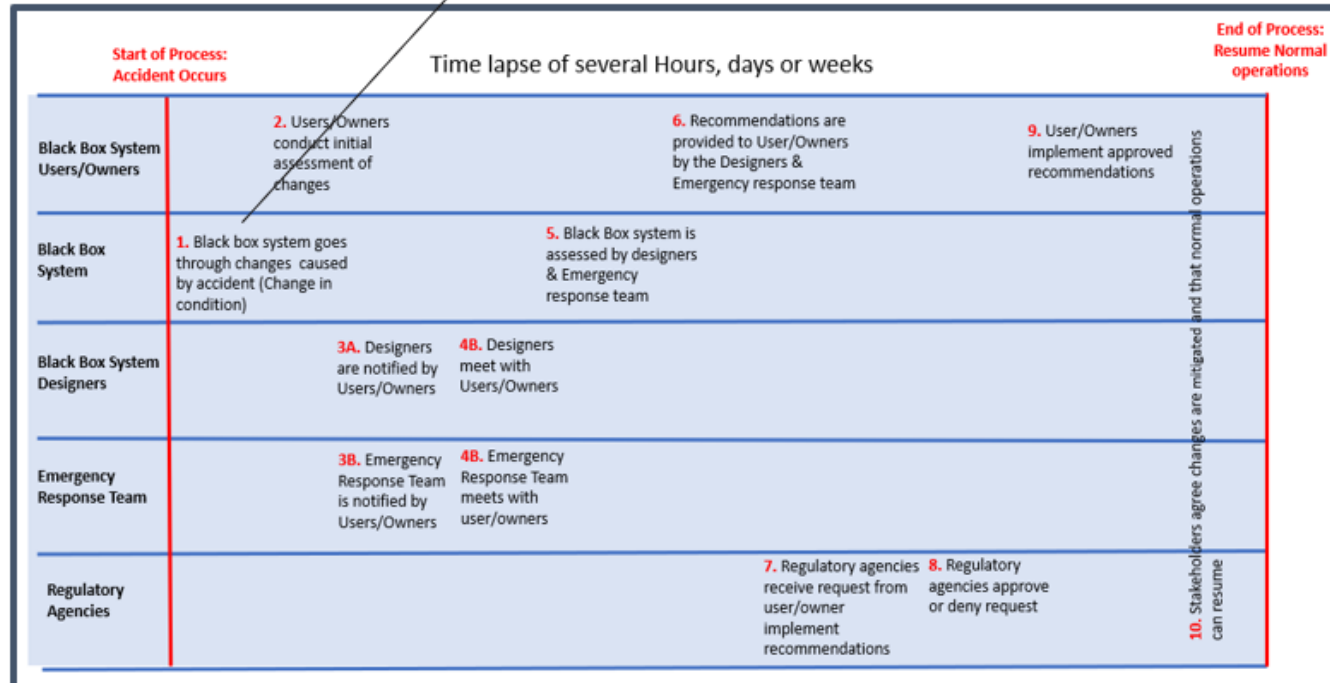 Start of Process:
Accident Occurs
Time lapse of several Hours, days or weeks
End of Process:
Resume Normal
operations
Black Box System
Users/Owners
2. Users/Owners
conduct initial
assessment of
changes
6. Recommendations are
provided to User/Owners
by the Designers &
Emergency response team
9. User/Owners
implement approved
recommendations
Black Box
System
1. Black box system goes
through changes caused
by accident (Change in
condition)
5. Black Box system is
assessed by designers
& Emergency
response team
Black Box System
Designers
3A. Designers
are notified by
Users/Owners
4B. Designers
meet with
Users/Owners
Emergency
Response Team
3B. Emergency
Response Team
is notified by
Users/Owners
4B. Emergency
Response Team
meets with
user/owners
Regulatory
Agencies
7. Regulatory agencies
receive request from
user/owner
implement
recommendations
8. Regulatory
agencies approve
or deny request
10. Stakeholders agree changes are mitigated and that normal operations
can resume